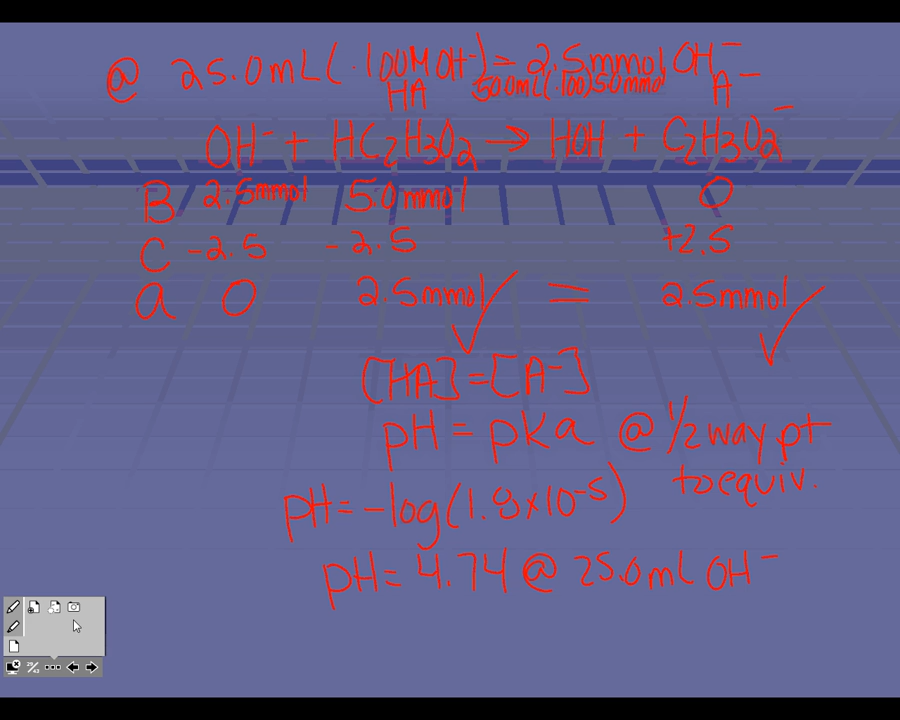 @ 25.0mL(.100M OH⁻) = 2.5mmol OH⁻
HA 50.0mL(.100)5.0mmol A⁻
OH⁻ + HC₂H₃O₂ → HOH + C₂H₃O₂⁻
B 2.5mmol 5.0mmol 0
C -2.5 -2.5 +2.5
a 0 2.5mmol ✓ = 2.5mmol ✓
[HA] = [A⁻]
pH = pKa @ 1/2 way pt
to equiv.
pH = -log(1.8x10⁻⁵)
pH = 4.74 @ 25.0mL OH⁻